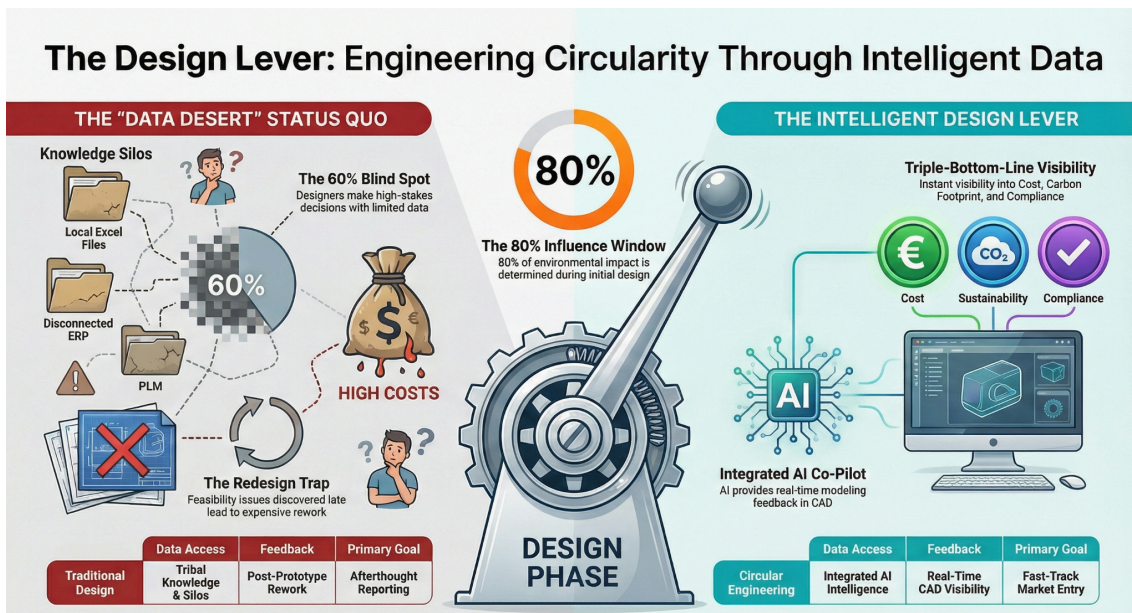 The Design Lever: Engineering Circularity Through Intelligent Data
THE "DATA DESERT" STATUS QUO
Knowledge Silos
Local Excel
Files
Disconnected
ERP
PLM
? ?
The 60% Blind Spot
Designers make high-stakes
decisions with limited data
60%
$
$ €
HIGH COSTS
!
The Redesign Trap
Feasibility issues discovered late
lead to expensive rework
? ?
Data Access
Feedback
Primary Goal
Traditional
Design
Tribal
Knowledge
& Silos
Post-Prototype
Rework
Afterthought
Reporting
80%
The 80% Influence Window
80% of environmental impact is
determined during initial design
DESIGN
PHASE
THE INTELLIGENT DESIGN LEVER
Triple-Bottom-Line Visibility
Instant visibility into Cost, Carbon
Footprint, and Compliance
€
CO₂
Cost
Sustainability
Compliance
AI
Integrated AI Co-Pilot
AI provides real-time modeling
feedback in CAD
Data Access
Feedback
Primary Goal
Circular
Engineering
Integrated AI
Intelligence
Real-Time
CAD Visibility
Fast-Track
Market Entry